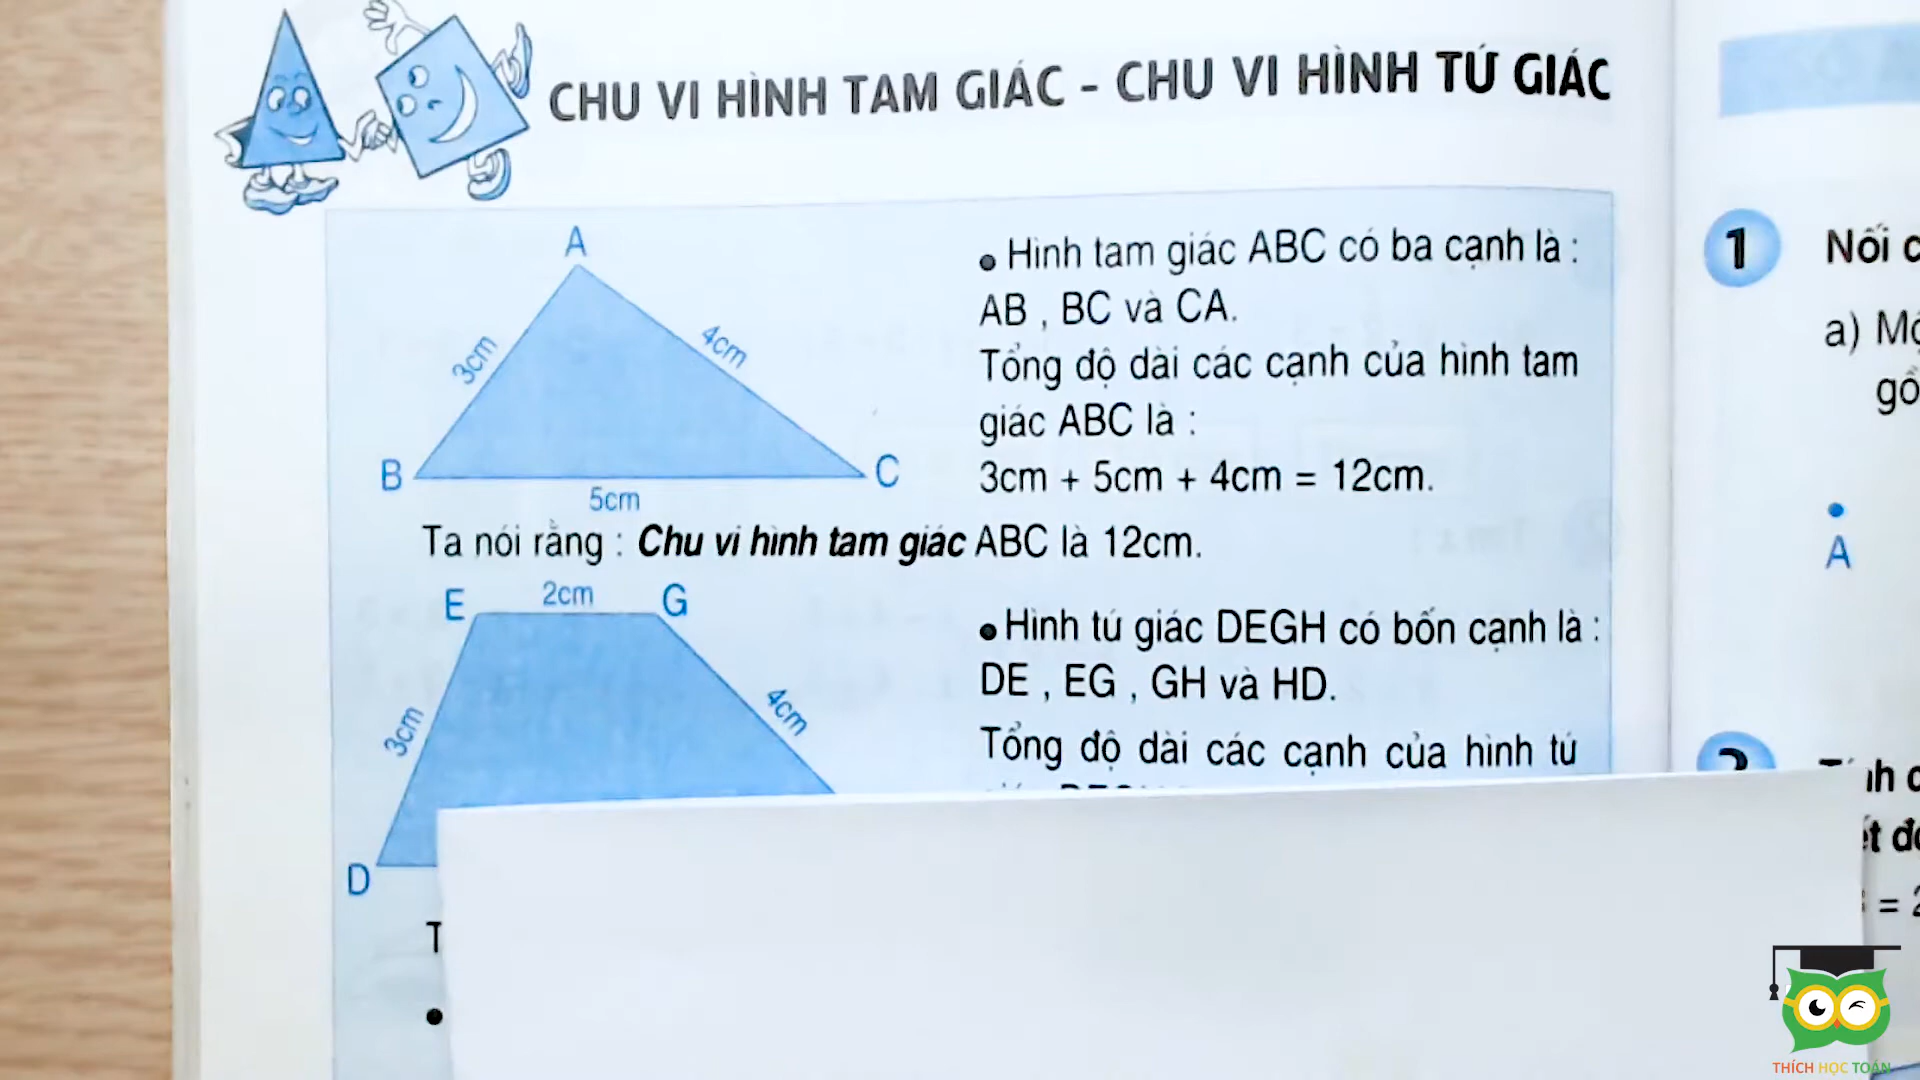 CHU VI HÌNH TAM GIÁC - CHU VI HÌNH TỨ GIÁC
A
3cm
4cm
B
C
5cm
• Hình tam giác ABC có ba cạnh là :
AB , BC và CA.
Tổng độ dài các cạnh của hình tam
giác ABC là :
3cm + 5cm + 4cm = 12cm.
Ta nói rằng : Chu vi hình tam giác ABC là 12cm.
E
2cm
G
3cm
4cm
D
• Hình tứ giác DEGH có bốn cạnh là :
DE , EG , GH và HD.
Tổng độ dài các cạnh của hình tứ
1
Nối
a)
A
= 2
THÍCH HỌC TOÁN